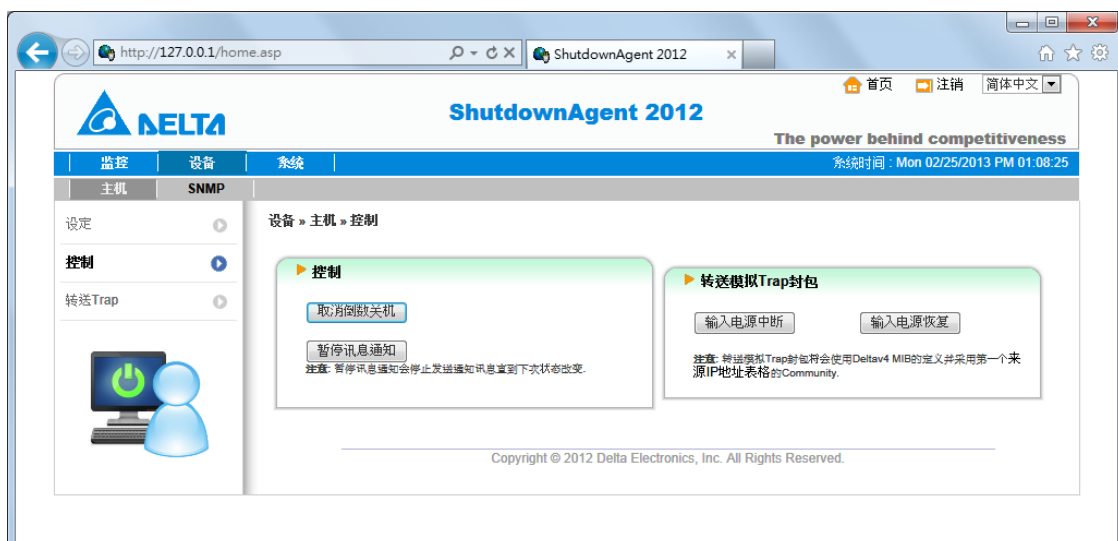 http://127.0.0.1/home.asp
ShutdownAgent 2012
首页 注销 简体中文
DELTA
ShutdownAgent 2012
The power behind competitiveness
监控 设备 系统 系统时间 : Mon 02/25/2013 PM 01:08:25
主机 SNMP
设定
控制
转送Trap
设备 » 主机 » 控制
控制
取消倒数关机
暂停讯息通知
注意: 暂停讯息通知会停止发送通知讯息直到下次状态改变.
转送模拟Trap封包
输入电源中断 输入电源恢复
注意: 转送模拟Trap封包将会使用Deltav4 MIB的定义并采用第一个来
源IP地址表格的Community.
Copyright © 2012 Delta Electronics, Inc. All Rights Reserved.